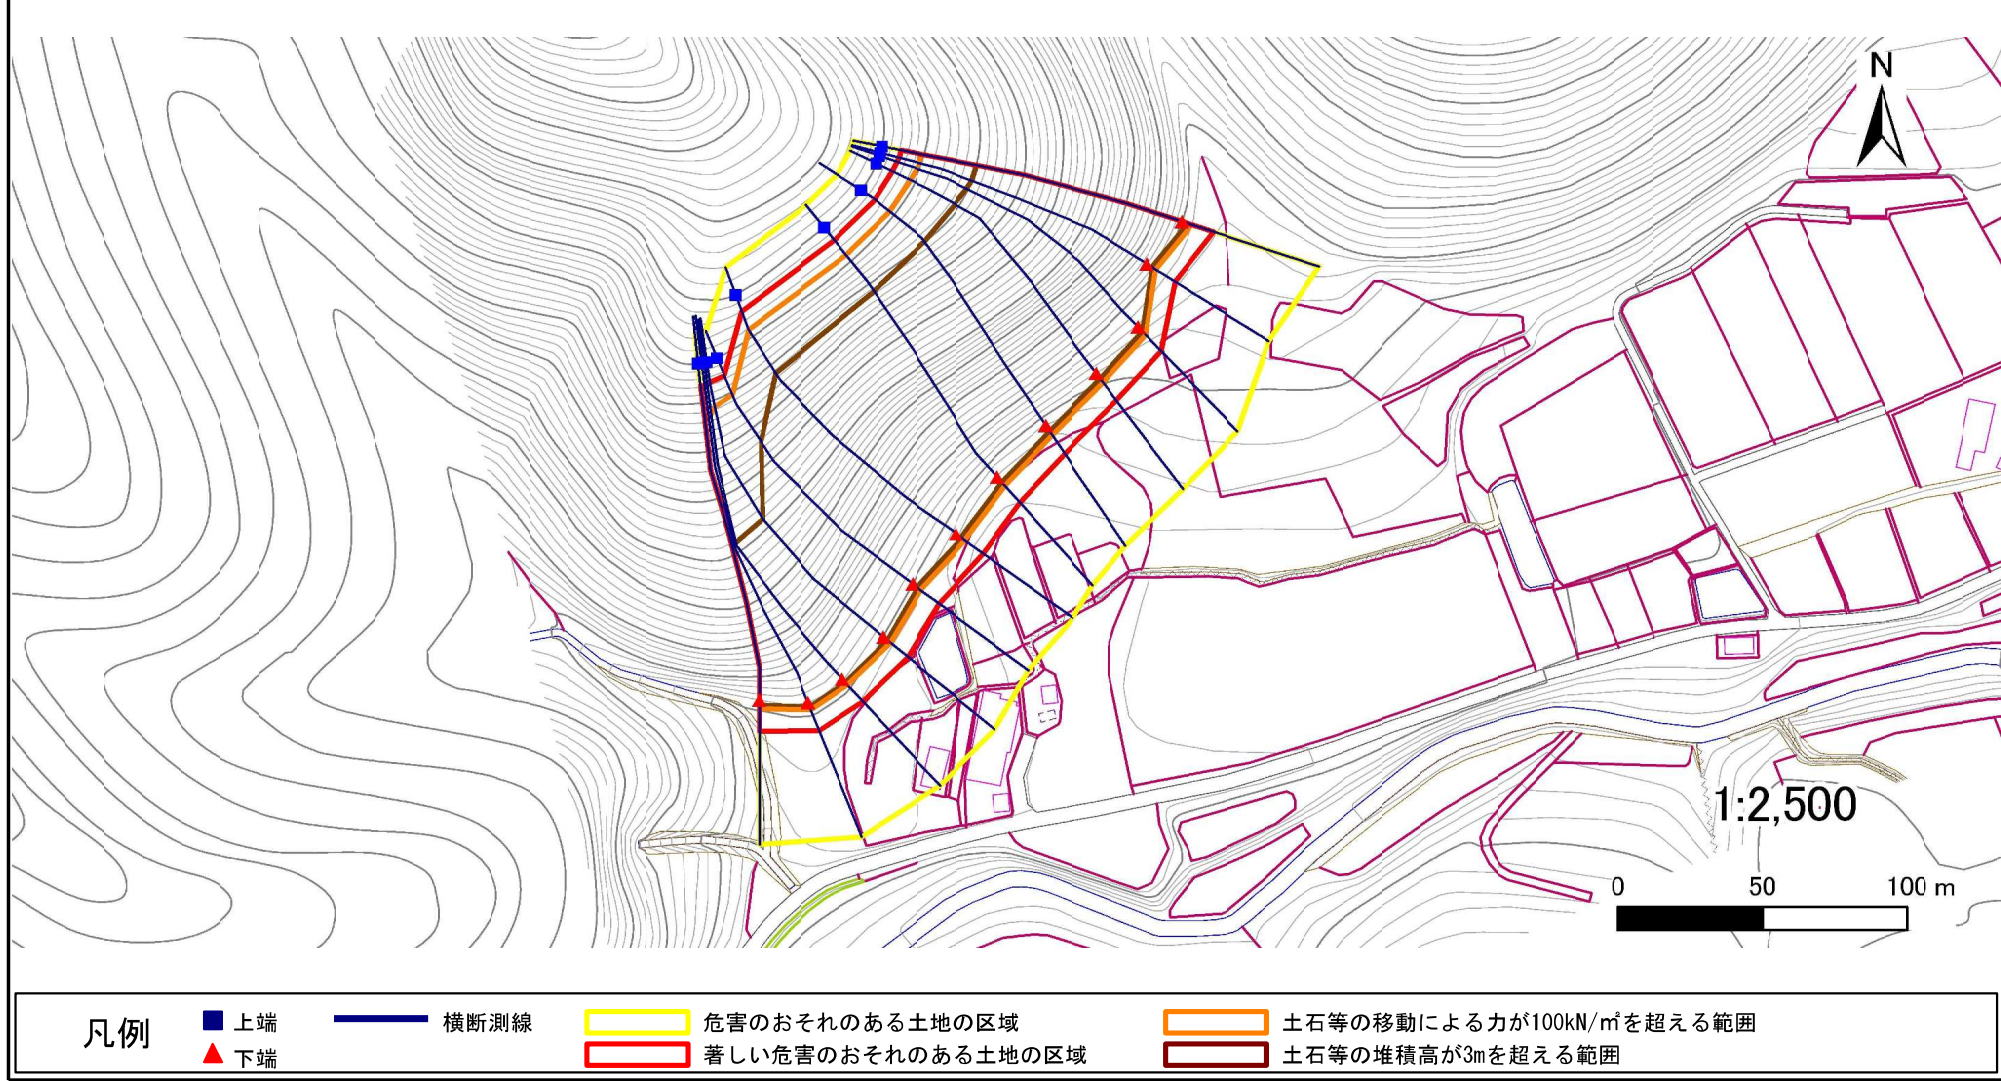 N
1:2,500
0 50 100 m
凡例
上端
横断測線
危害のおそれのある土地の区域
土石等の移動による力が100kN/㎡を超える範囲
下端
著しい危害のおそれのある土地の区域
土石等の堆積高が3mを超える範囲